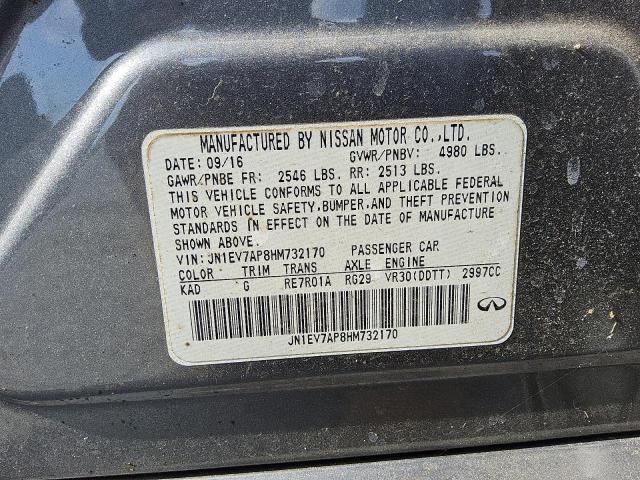 MANUFACTURED BY NISSAN MOTOR CO.,LTD.
DATE: 09/16 GVWR/PNBV: 4980 LBS.
GAWR/PNBE FR: 2546 LBS. RR: 2513 LBS.
THIS VEHICLE CONFORMS TO ALL APPLICABLE FEDERAL
MOTOR VEHICLE SAFETY,BUMPER,AND THEFT PREVENTION
STANDARDS IN EFFECT ON THE DATE OF MANUFACTURE
SHOWN ABOVE.
VIN: JN1EV7AP8HM732170 PASSENGER CAR
COLOR TRIM TRANS AXLE ENGINE
KAD G RE7R01A RG29 VR30(DDTT) 2997CC
JN1EV7AP8HM732170